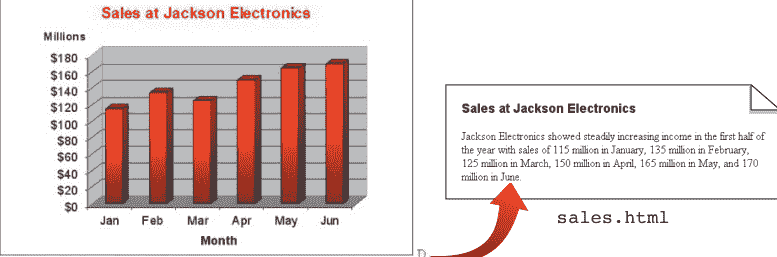 Sales at Jackson Electronics
Millions
$180
$160
$140
$120
$100
$80
$60
$40
$20
$0
Jan Feb Mar Apr May Jun
Month
Sales at Jackson Electronics
Jackson Electronics showed steadily increasing income in the first half of
the year with sales of 115 million in January, 135 million in February,
125 million in March, 150 million in April, 165 million in May, and 170
million in June.
sales.html
D